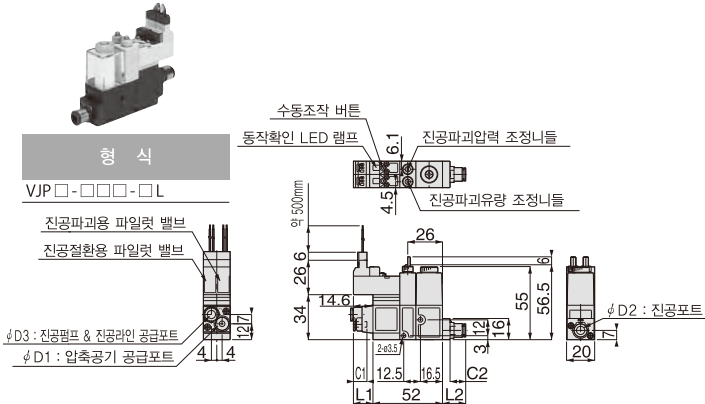 형 식
VJP□-□□□-□L
수동조작 버튼
동작확인 LED 램프
6.1
진공파괴압력 조정니들
4.5
진공파괴유량 조정니들
진공파괴용 파일럿 밸브
진공절환용 파일럿 밸브
약 500mm
26
6
6
26
14.6
34
55
56.5
12
16
3
2-ø3.5
C1
12.5
16.5
C2
L1
52
L2
7
12
øD3 : 진공펌프 & 진공라인 공급포트
øD1 : 압축공기 공급포트
4
4
øD2 : 진공포트
20
7